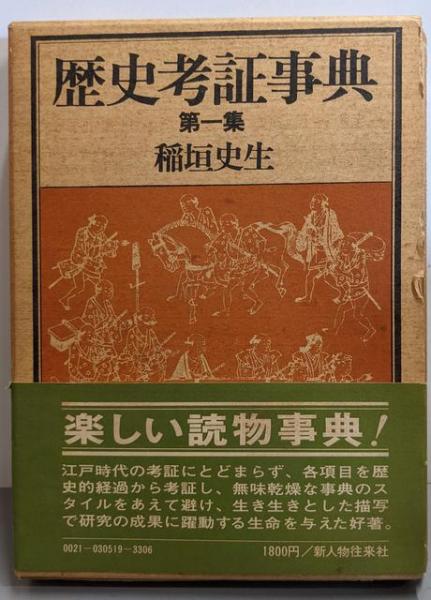 歴史考証事典
第一集
稲垣史生
楽しい読物事典!
江戸時代の考証にとどまらず、各項目を歴
史的経過から考証し、無味乾燥な事典のス
タイルをあえて避け、生き生きとした描写
で研究の成果に躍動する生命を与えた好著。
0021-030519-3306
1800円/新人物往来社